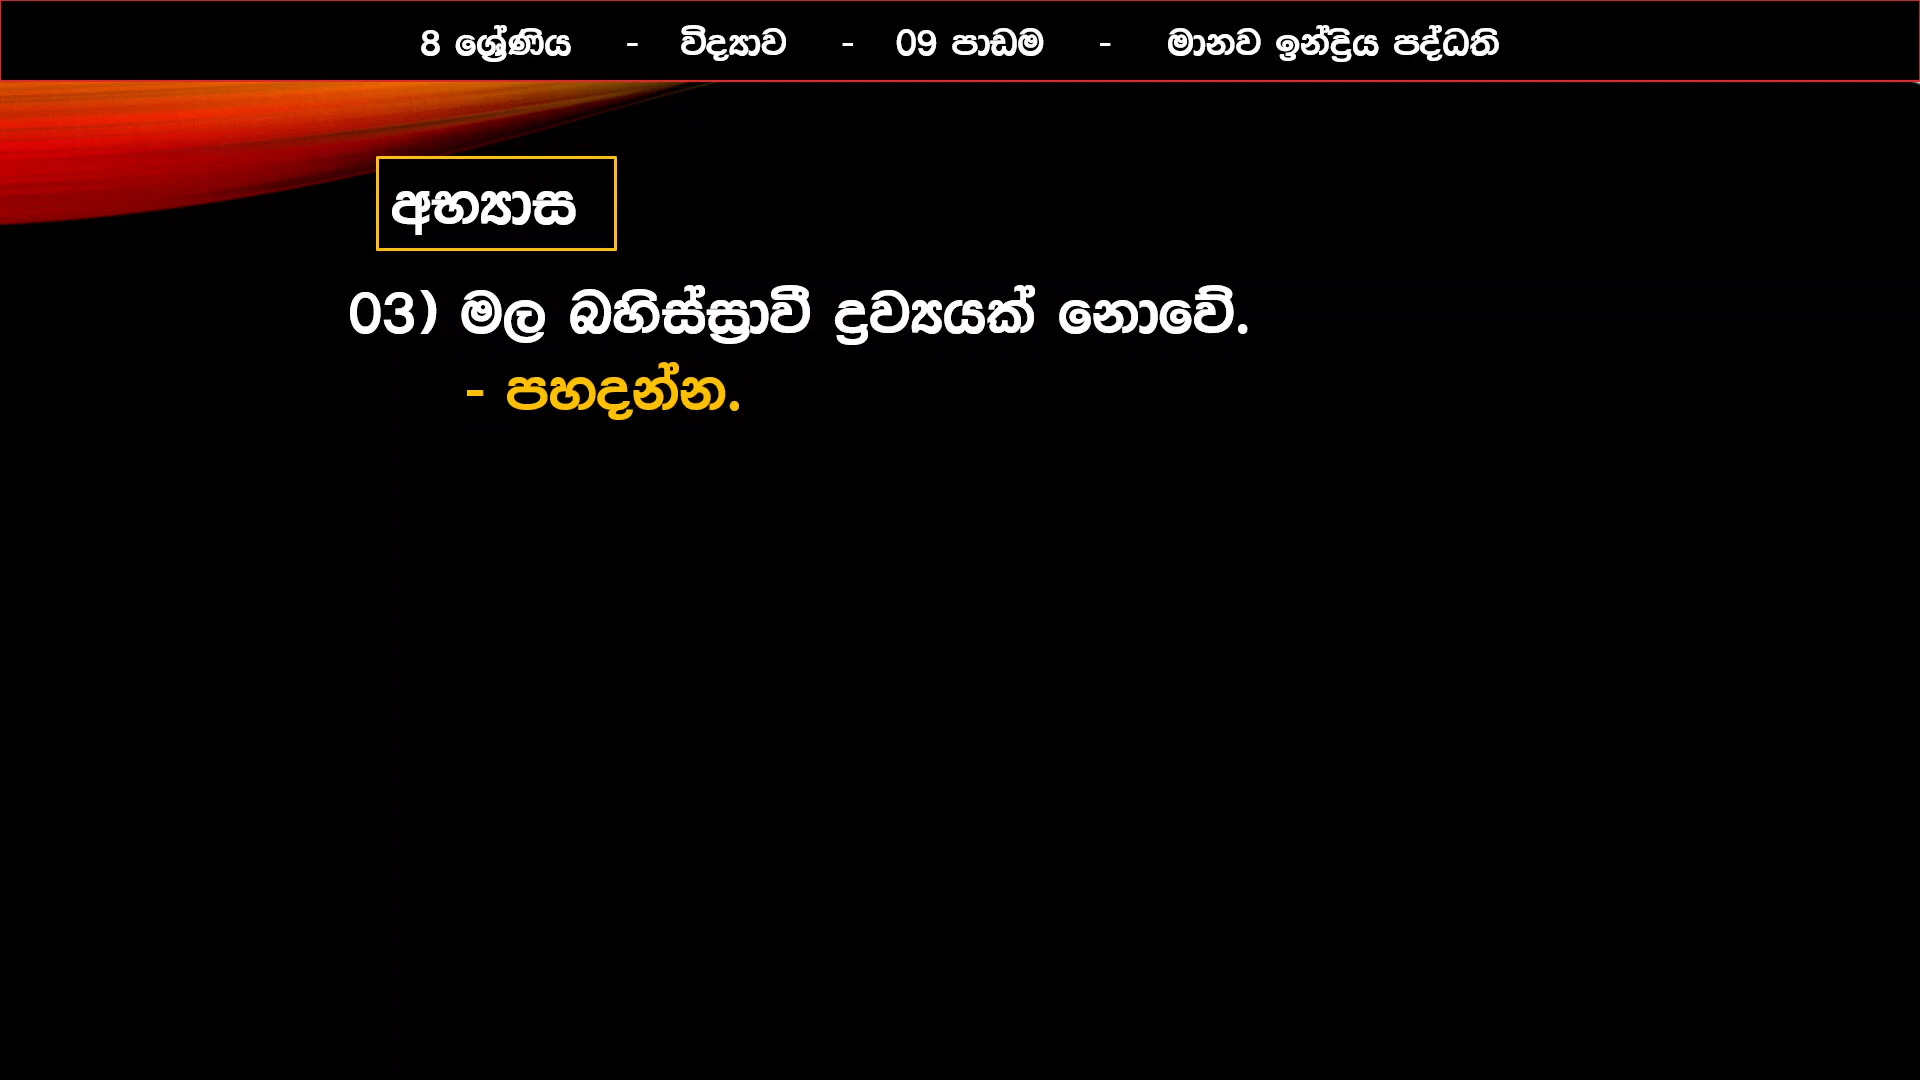 8 ශ්‍රේණිය - විද්‍යාව - 09 පාඩම - මානව ඉන්ද්‍රිය පද්ධති
අභ්‍යාස
03) මල බහිස්ස්‍රාවී ද්‍රව්‍යයක් නොවේ.
- පහදන්න.